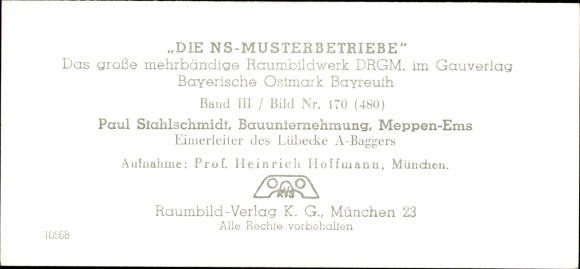 „DIE NS-MUSTERBETRIEBE“
Das große mehrbändige Raumbildwerk DRGM. im Gauverlag
Bayerische Ostmark Bayreuth
Band III / Bild Nr. 170 (480)
Paul Stahlschmidt, Bauunternehmung, Meppen-Ems
Eimerleiter des Lübecke A-Baggers
Aufnahme: Prof. Heinrich Hoffmann, München.
RVS
Raumbild-Verlag K. G., München 23
Alle Rechte vorbehalten
10568